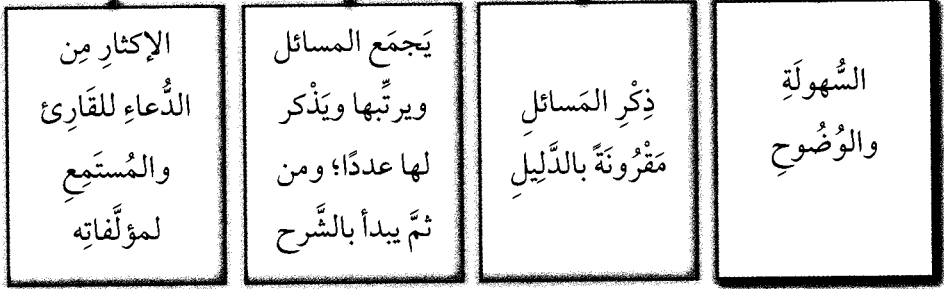 السُّهولَةِ
والوُضُوحِ
ذِكْرِ المَسائلِ
مَقْرُونَةً بالدَّلِيلِ
يَجمَع المسائل
ويرتِّبها ويَذْكر
لها عددًا؛ ومن
ثمَّ يبدأ بالشَّرح
الإكثارِ مِن
الدُّعاءِ للقَارِئ
والمُستَمِعِ
لمؤلَّفاتِه